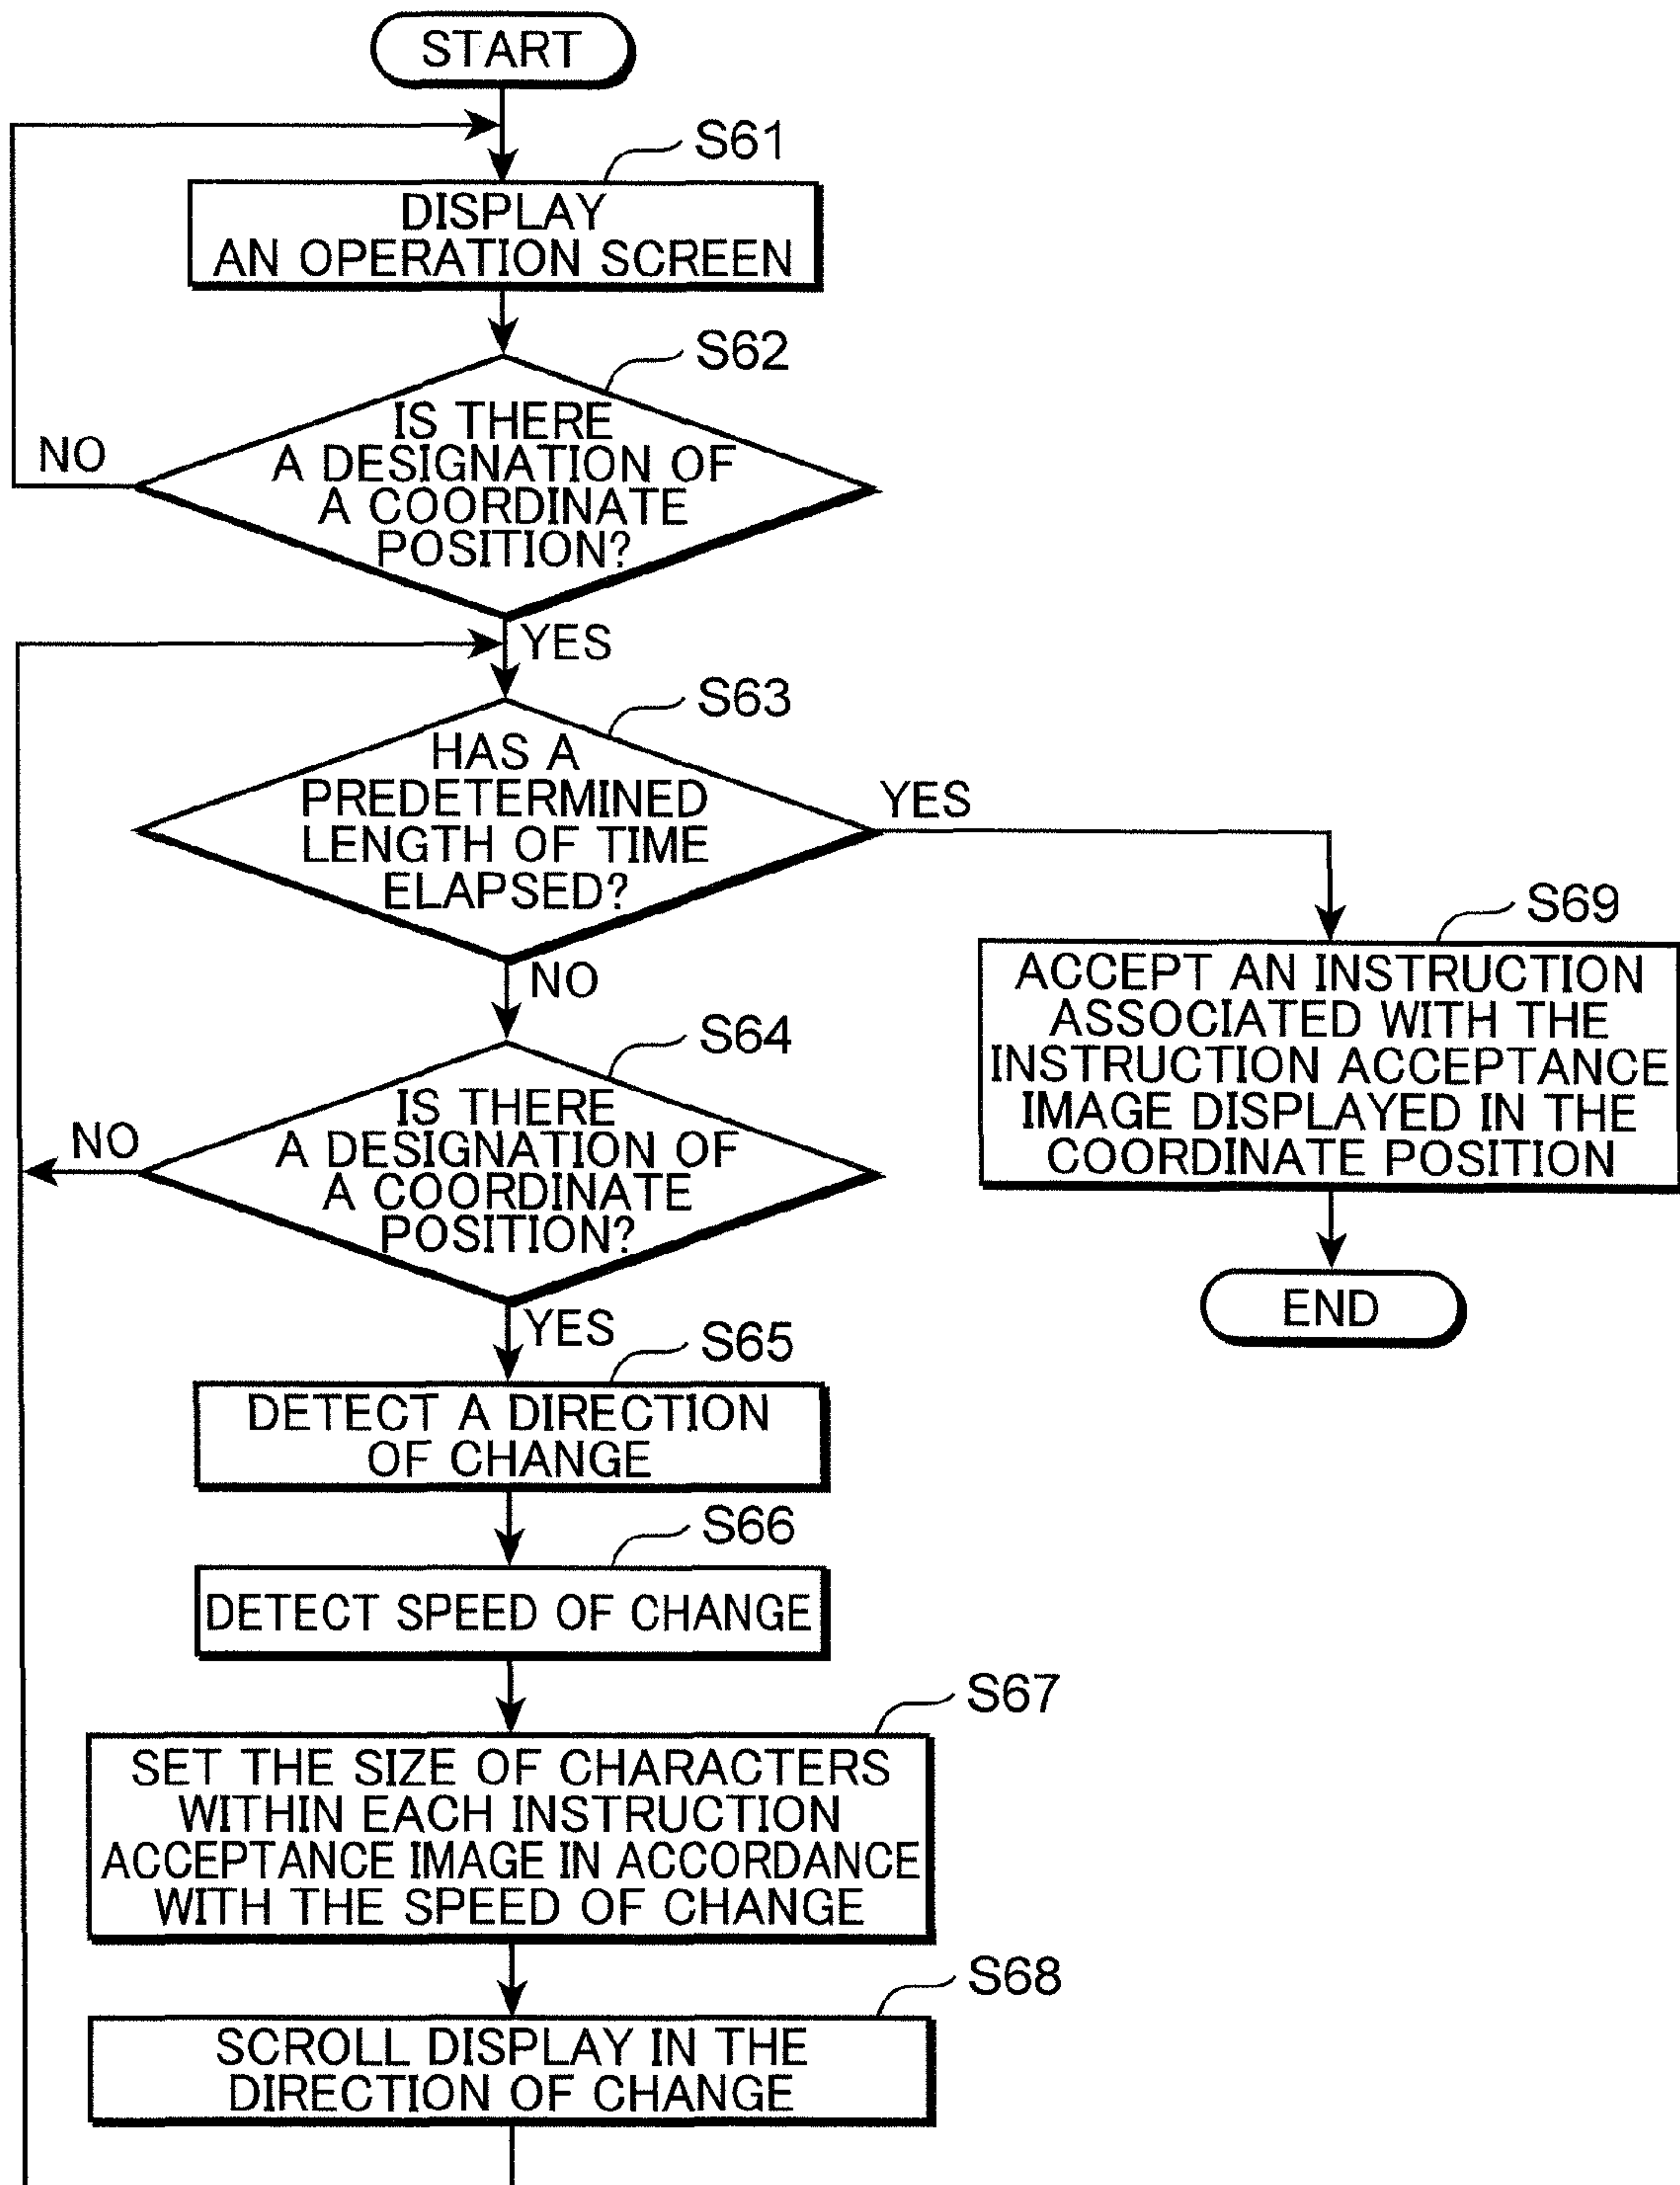 START
S61
DISPLAY
AN OPERATION SCREEN
S62
IS THERE
A DESIGNATION OF
A COORDINATE
POSITION?
NO
YES
S63
HAS A
PREDETERMINED
LENGTH OF TIME
ELAPSED?
YES
NO
S69
ACCEPT AN INSTRUCTION
ASSOCIATED WITH THE
INSTRUCTION ACCEPTANCE
IMAGE DISPLAYED IN THE
COORDINATE POSITION
END
S64
IS THERE
A DESIGNATION OF
A COORDINATE
POSITION?
NO
YES
S65
DETECT A DIRECTION
OF CHANGE
S66
DETECT SPEED OF CHANGE
S67
SET THE SIZE OF CHARACTERS
WITHIN EACH INSTRUCTION
ACCEPTANCE IMAGE IN ACCORDANCE
WITH THE SPEED OF CHANGE
S68
SCROLL DISPLAY IN THE
DIRECTION OF CHANGE